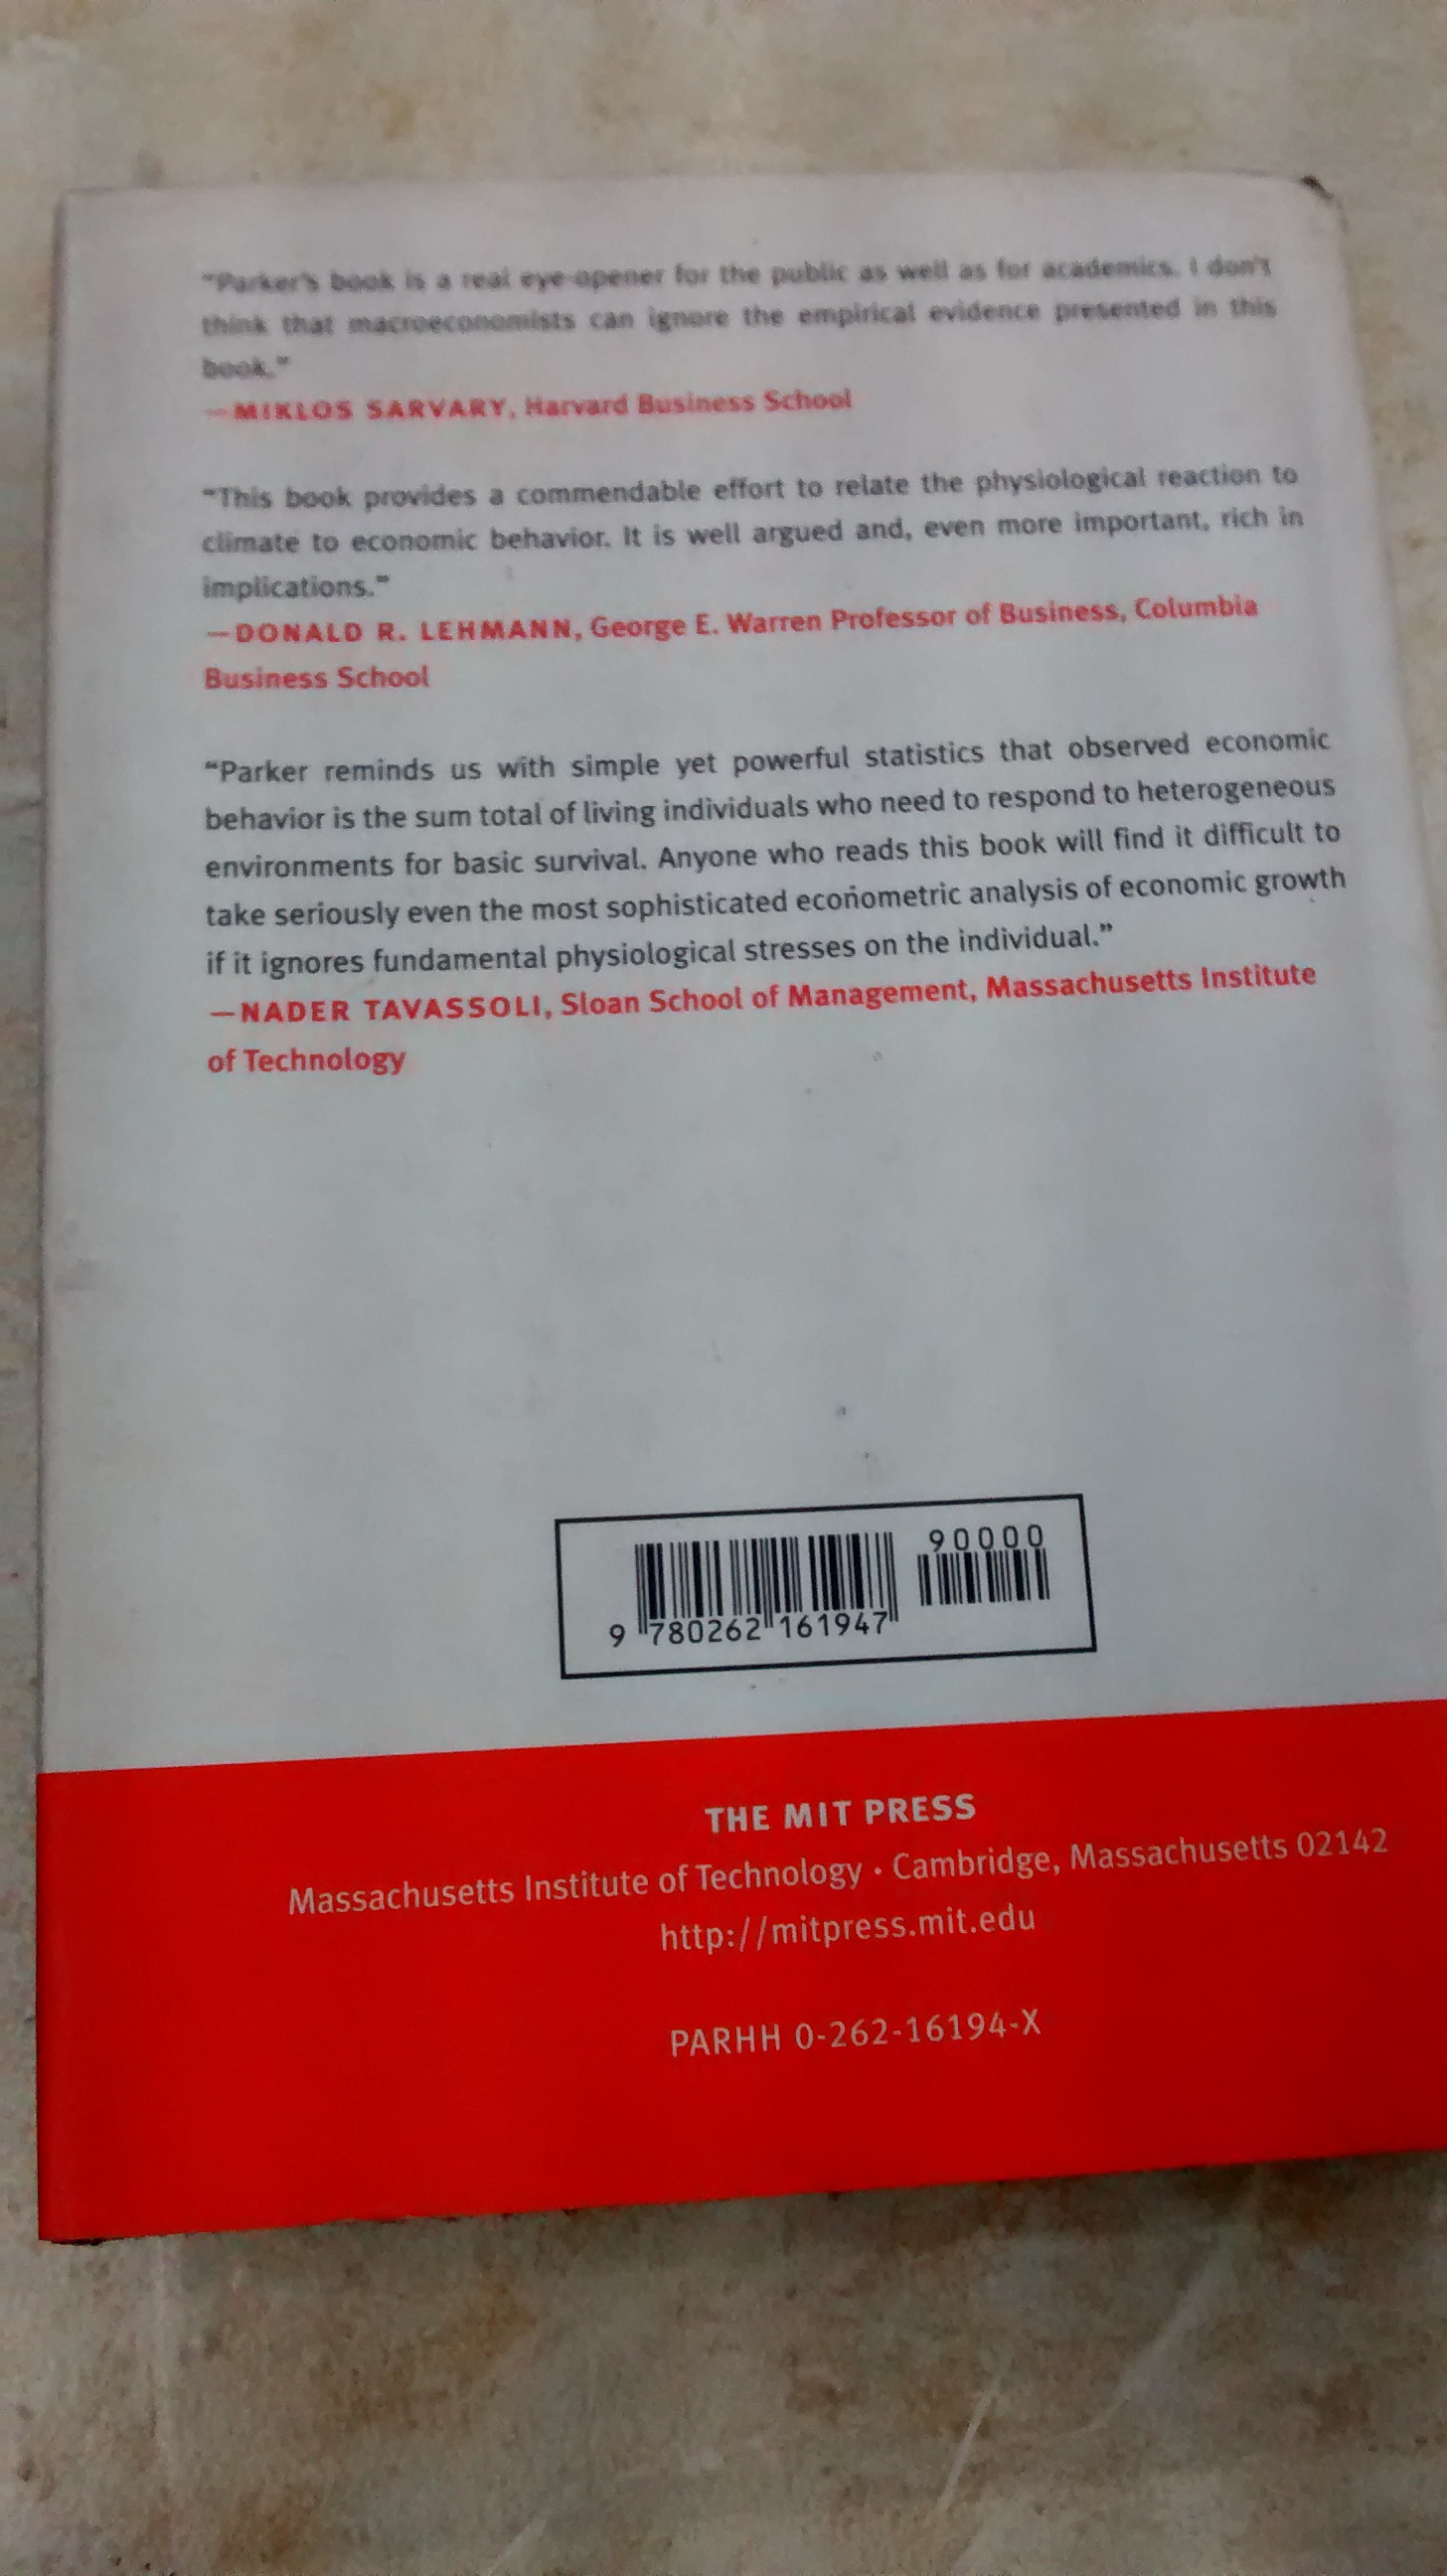 “Parker's book is a real eye-opener for the public as well as for academics. I don't
think that macroeconomists can ignore the empirical evidence presented in this
book.”
—MIKLOS SARVARY, Harvard Business School
“This book provides a commendable effort to relate the physiological reaction to
climate to economic behavior. It is well argued and, even more important, rich in
implications.”
—DONALD R. LEHMANN, George E. Warren Professor of Business, Columbia
Business School
“Parker reminds us with simple yet powerful statistics that observed economic
behavior is the sum total of living individuals who need to respond to heterogeneous
environments for basic survival. Anyone who reads this book will find it difficult to
take seriously even the most sophisticated econometric analysis of economic growth
if it ignores fundamental physiological stresses on the individual.”
—NADER TAVASSOLI, Sloan School of Management, Massachusetts Institute
of Technology
90000
9 780262 161947
THE MIT PRESS
Massachusetts Institute of Technology • Cambridge, Massachusetts 02142
http://mitpress.mit.edu
PARHH 0-262-16194-X